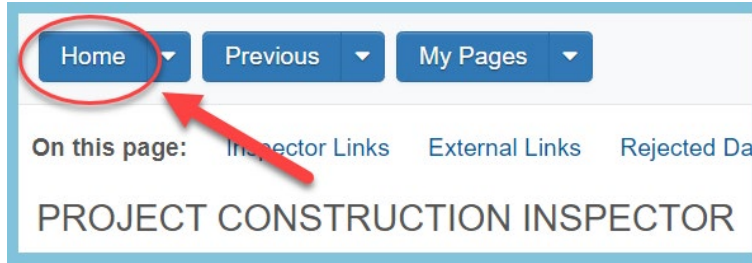 Home Previous My Pages
On this page: Inspector Links External Links Rejected Da
PROJECT CONSTRUCTION INSPECTOR